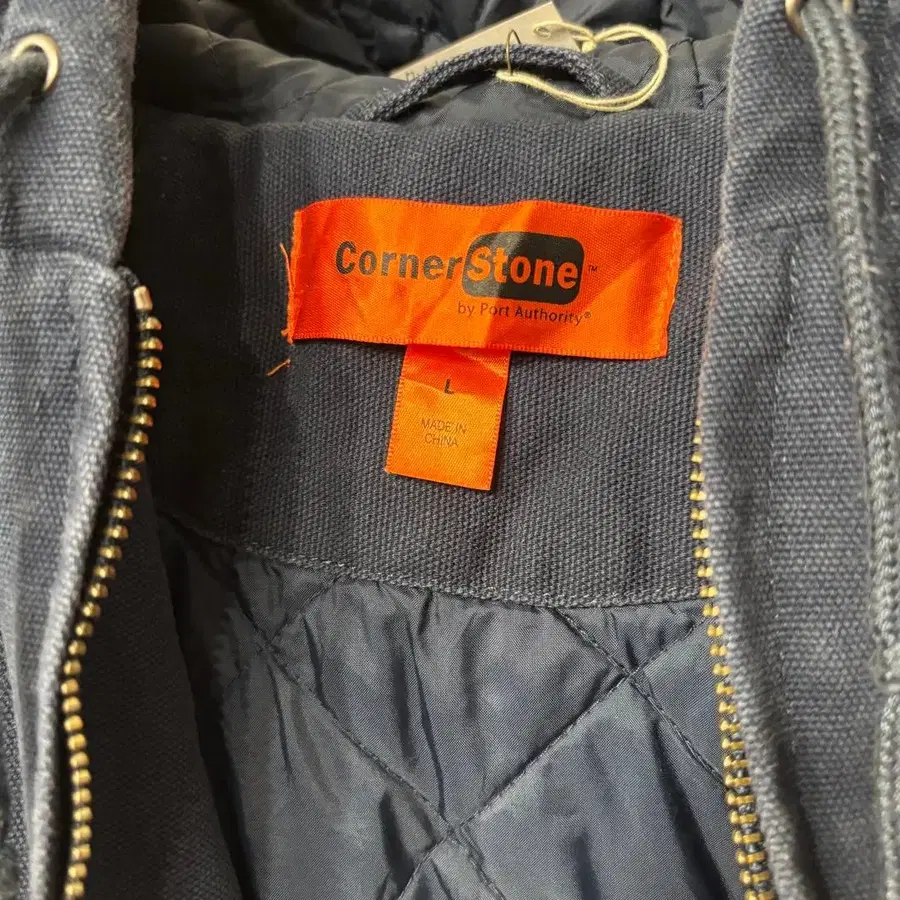 CornerStone™
by Port Authority®
L
MADE IN
CHINA